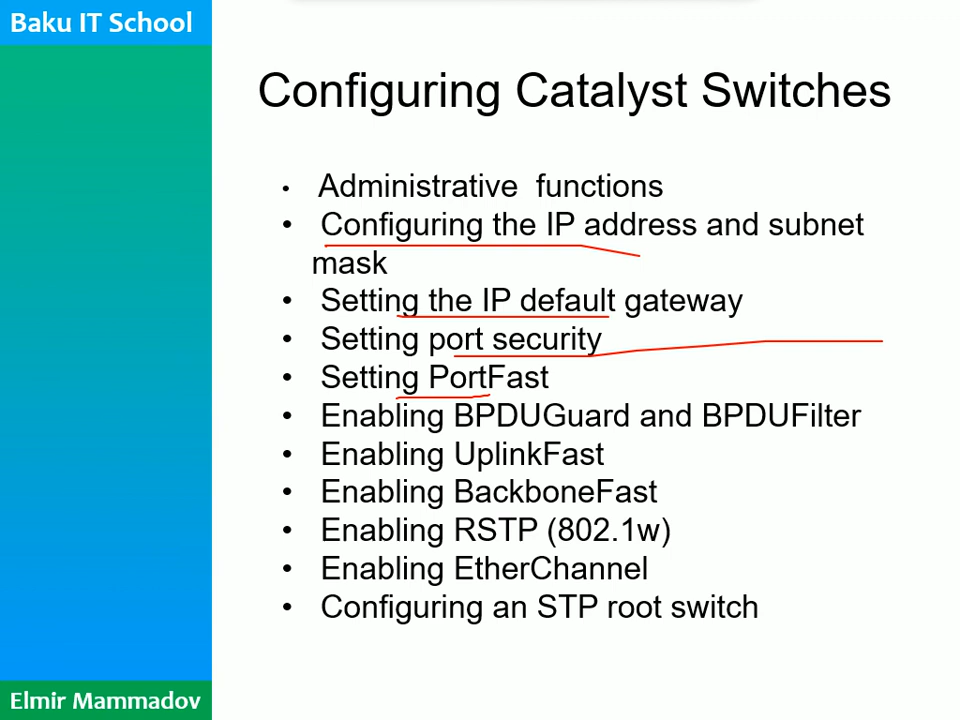 Baku IT School
Configuring Catalyst Switches
• Administrative functions
• Configuring the IP address and subnet
mask
• Setting the IP default gateway
• Setting port security
• Setting PortFast
• Enabling BPDUGuard and BPDUFilter
• Enabling UplinkFast
• Enabling BackboneFast
• Enabling RSTP (802.1w)
• Enabling EtherChannel
• Configuring an STP root switch
Elmir Mammadov